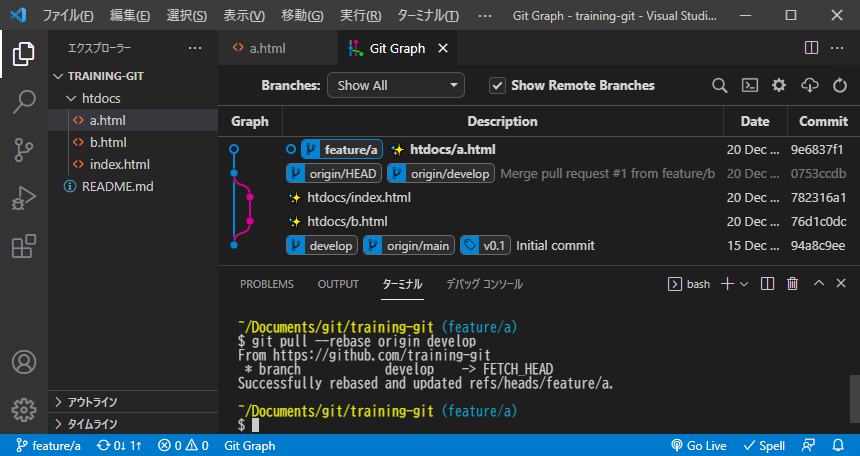 ファイル(F) 編集(E) 選択(S) 表示(V) 移動(G) 実行(R) ターミナル(T) ··· Git Graph - training-git - Visual Studi...
エクスプローラー ···
a.html Git Graph ×
TRAINING-GIT
htdocs
a.html
b.html
index.html
README.md
Branches: Show All Show Remote Branches
Graph Description Date Commit
feature/a ✨ htdocs/a.html 20 Dec ... 9e6837f1
origin/HEAD origin/develop Merge pull request #1 from feature/b 20 Dec ... 0753ccdb
✨ htdocs/index.html 20 Dec ... 782316a1
✨ htdocs/b.html 20 Dec ... 76d1c0dc
develop origin/main v0.1 Initial commit 15 Dec ... 94a8c9ee
PROBLEMS OUTPUT ターミナル デバッグ コンソール bash
~/Documents/git/training-git (feature/a)
$ git pull --rebase origin develop
From https://github.com/training-git
* branch develop -> FETCH_HEAD
Successfully rebased and updated refs/heads/feature/a.
~/Documents/git/training-git (feature/a)
$
アウトライン
タイムライン
feature/a 0↓ 1↑ 0 0 Git Graph Go Live Spell